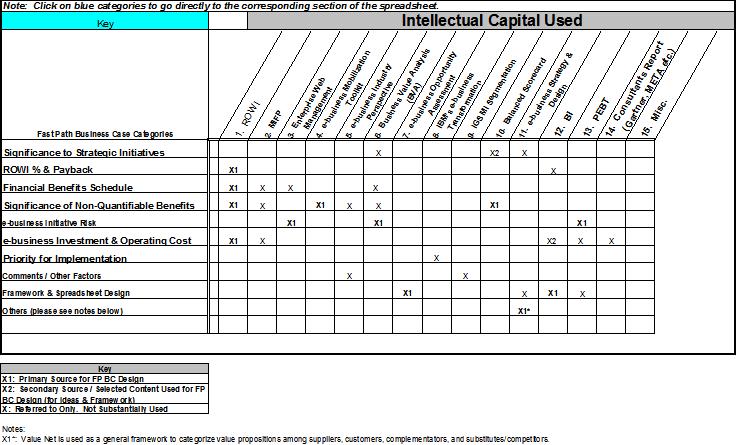 Note: Click on blue categories to go directly to the corresponding section of the spreadsheet.
Key
Intellectual Capital Used
Fast Path Business Case Categories
1. ROWI
2. MFP
3. Enterprise Web
Management
4. e-business Mobilization
Toolkit
5. e-business Industry
Perspective
6. Business Value Analysis
(BVA)
7. e-business Opportunity
Assessment
8. IBM's e-business
Transformation
9. IGS MI Segmentation
10. Balanced Scorecard
11. e-business Strategy &
Design
12. BI
13. PEBT
14. Consultants Report
(Gartner, META, etc.)
15. Misc.
Significance to Strategic Initiatives X X2 X
ROWI % & Payback X1 X
Financial Benefits Schedule X1 X X X
Significance of Non-Quantifiable Benefits X1 X X1 X X X1
e-business Initiative Risk X1 X1 X1
e-business Investment & Operating Cost X1 X X2 X X
Priority for Implementation X
Comments / Other Factors X X
Framework & Spreadsheet Design X1 X X1 X
Others (please see notes below) X1*
Key
X1: Primary Source for FP BC Design
X2: Secondary Source / Selected Content Used for FP
BC Design (for Ideas & Framework)
X: Referred to Only. Not Substantially Used
Notes:
X1*: Value Net is used as a general framework to categorize value propositions among suppliers, customers, complementators, and substitutes/competitors.